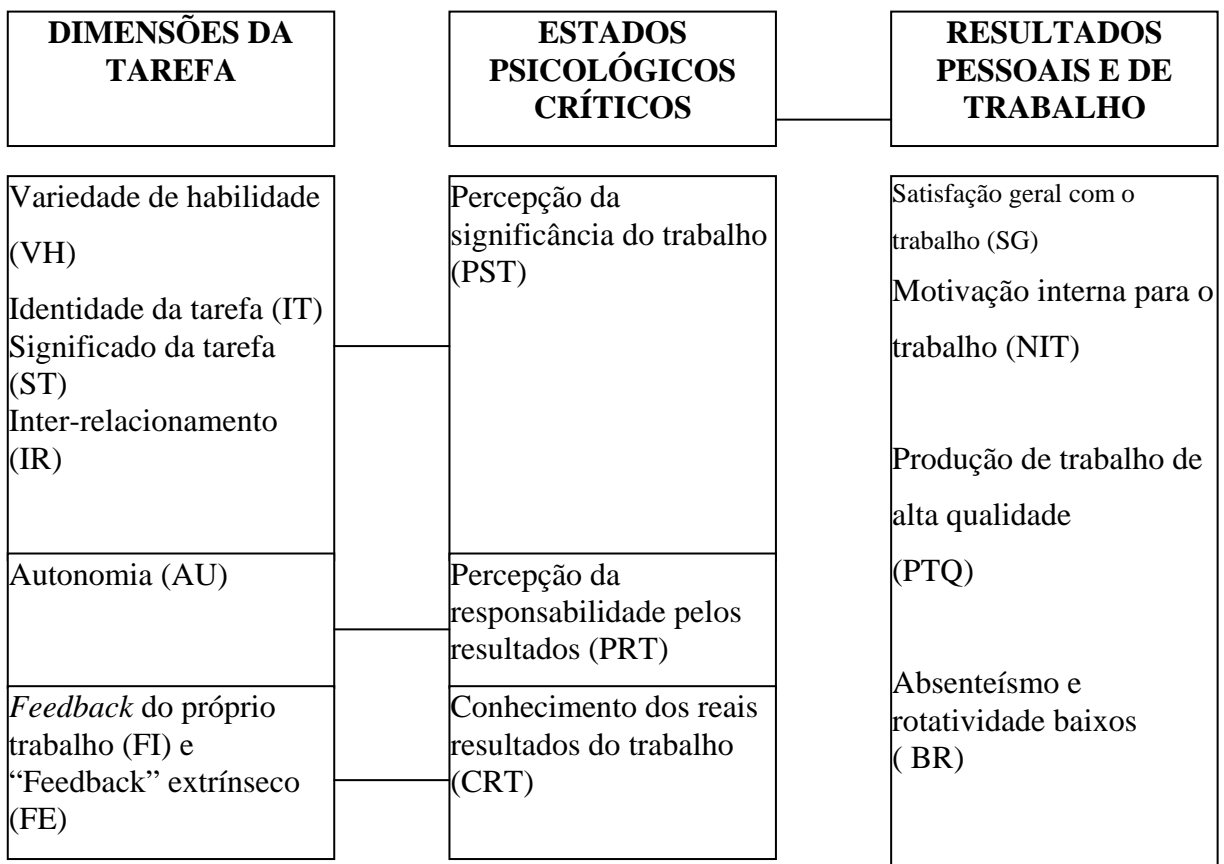 DIMENSÕES DA
TAREFA
ESTADOS
PSICOLÓGICOS
CRÍTICOS
RESULTADOS
PESSOAIS E DE
TRABALHO
Variedade de habilidade
(VH)
Identidade da tarefa (IT)
Significado da tarefa
(ST)
Inter-relacionamento
(IR)
Percepção da
significância do trabalho
(PST)
Autonomia (AU)
Percepção da
responsabilidade pelos
resultados (PRT)
Feedback do próprio
trabalho (FI) e
“Feedback” extrínseco
(FE)
Conhecimento dos reais
resultados do trabalho
(CRT)
Satisfação geral com o
trabalho (SG)
Motivação interna para o
trabalho (NIT)
Produção de trabalho de
alta qualidade
(PTQ)
Absenteísmo e
rotatividade baixos
( BR)